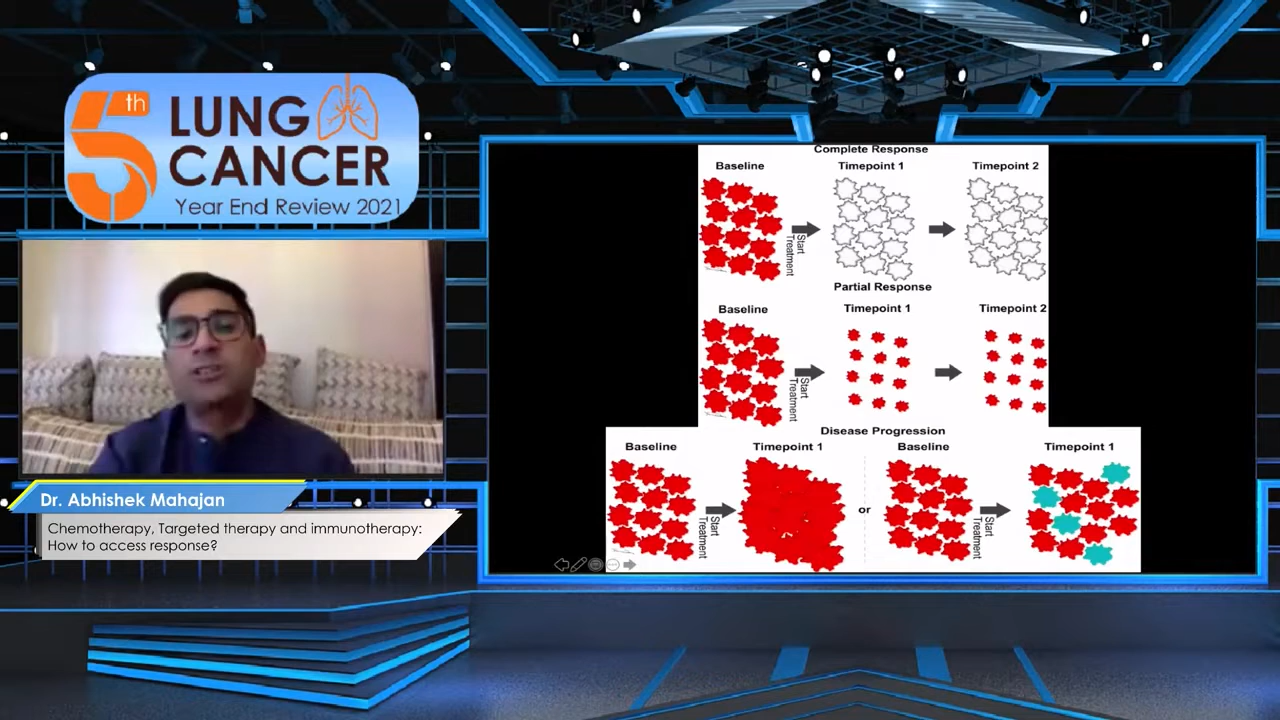 5th
LUNG
CANCER
Year End Review 2021
Dr. Abhishek Mahajan
Chemotherapy, Targeted therapy and immunotherapy:
How to access response?
Complete Response
Baseline
Timepoint 1
Timepoint 2
Start
Treatment
Partial Response
Baseline
Timepoint 1
Timepoint 2
Start
Treatment
Disease Progression
Baseline
Timepoint 1
Baseline
Timepoint 1
Start
Treatment
or
Start
Treatment